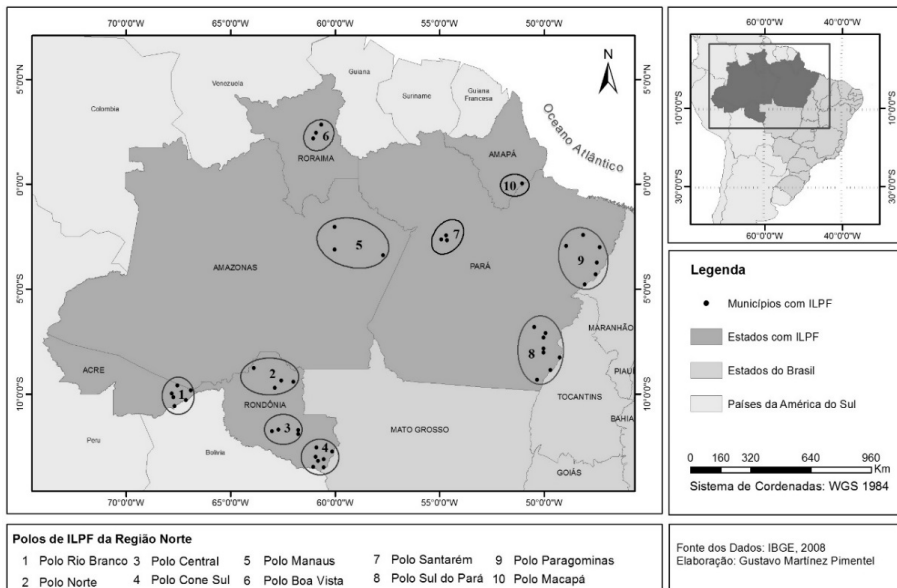 70°0'0"W 65°0'0"W 60°0'0"W 55°0'0"W 50°0'0"W
5°0'0"N
0°0'0"
5°0'0"S
10°0'0"S
N
Venezuela
Guiana
Colombia
Suriname
Guiana
Francesa
Oceano Atlântico
6
RORAIMA
AMAPÁ
10
5
7
9
AMAZONAS
PARÁ
MARANHÃO
8
ACRE
2
PIAUÍ
1
RONDÔNIA
TOCANTINS
BAHIA
3
MATO GROSSO
Peru
Bolivia
4
GOIÁS
5°0'0"N
0°0'0"
5°0'0"S
10°0'0"S
70°0'0"W 65°0'0"W 60°0'0"W 55°0'0"W 50°0'0"W
60°0'0"W 40°0'0"W
10°0'0"S
30°0'0"S
10°0'0"S
30°0'0"S
60°0'0"W 40°0'0"W
Legenda
Municípios com ILPF
Estados com ILPF
Estados do Brasil
Países da América do Sul
0 160 320 640 960
Km
Sistema de Cordenadas: WGS 1984
Polos de ILPF da Região Norte
1 Polo Rio Branco 3 Polo Central 5 Polo Manaus 7 Polo Santarém 9 Polo Paragominas
2 Polo Norte 4 Polo Cone Sul 6 Polo Boa Vista 8 Polo Sul do Pará 10 Polo Macapá
Fonte dos Dados: IBGE, 2008
Elaboração: Gustavo Martínez Pimentel